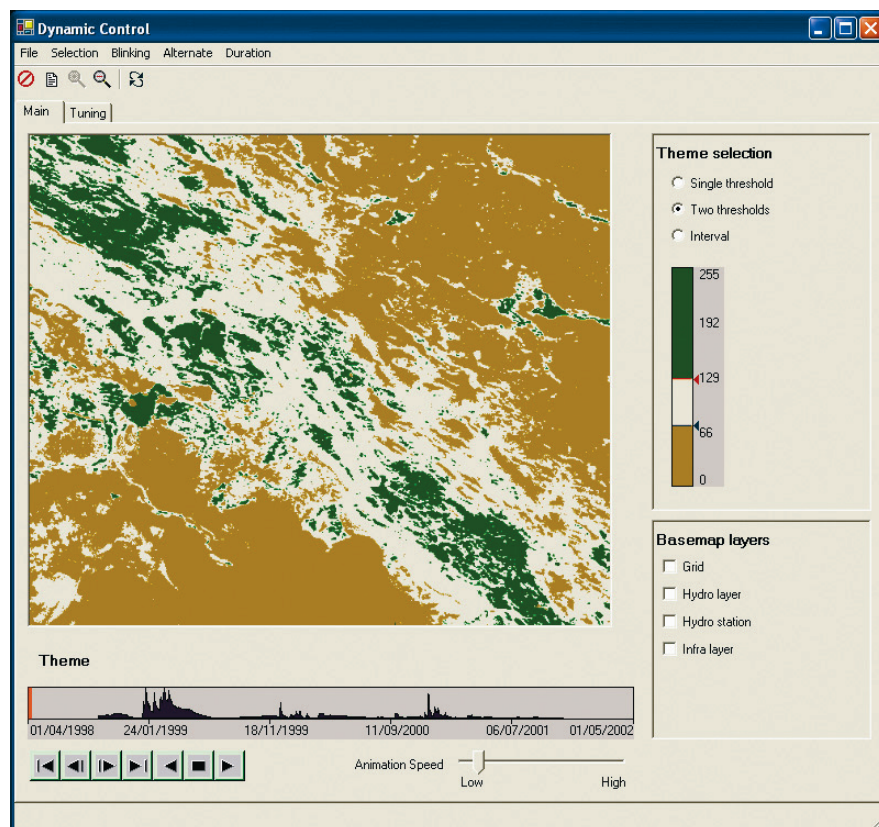 Dynamic Control
File Selection Blinking Alternate Duration
Main Tuning
Theme selection
Single threshold
Two thresholds
Interval
255
192
129
66
0
Basemap layers
Grid
Hydro layer
Hydro station
Infra layer
Theme
01/04/1998 24/01/1999 18/11/1999 11/09/2000 06/07/2001 01/05/2002
Animation Speed
Low High